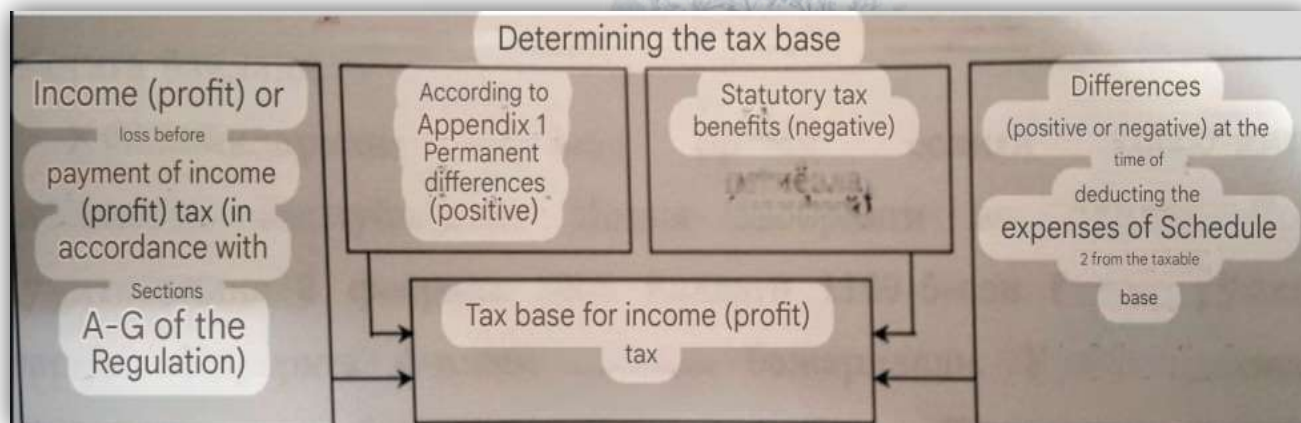 Determining the tax base
Income (profit) or
loss before
payment of income
(profit) tax (in
accordance with
Sections
A-G of the
Regulation)
According to
Appendix 1
Permanent
differences
(positive)
Statutory tax
benefits (negative)
Differences
(positive or negative) at the
time of
deducting the
expenses of Schedule
2 from the taxable
base
Tax base for income (profit)
tax